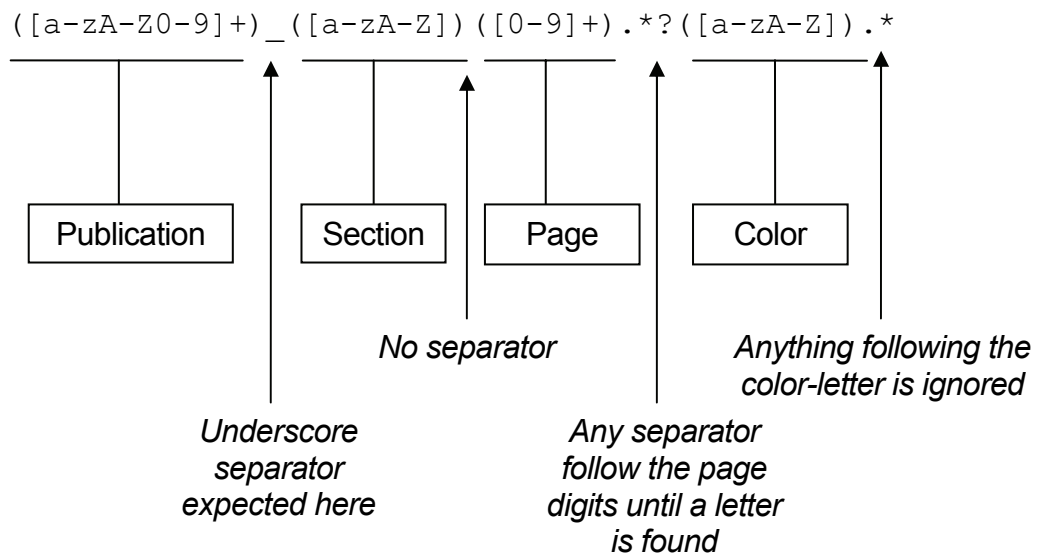 ([a-zA-Z0-9]+)_([a-zA-Z])([0-9]+).*?([a-zA-Z]).*
Publication
Section
Page
Color
No separator
Anything following the
color-letter is ignored
Underscore
separator
expected here
Any separator
follow the page
digits until a letter
is found